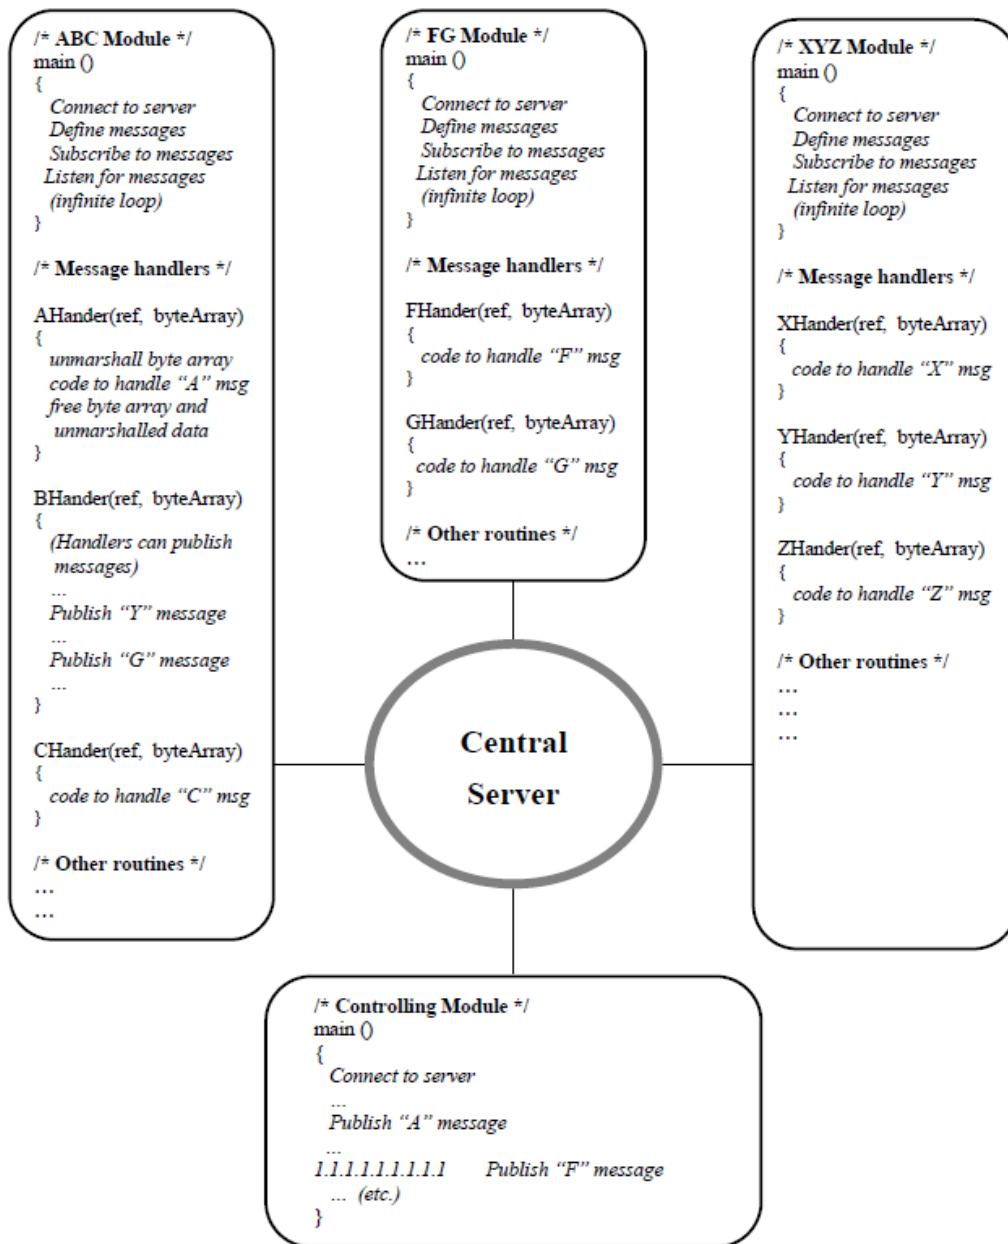 /* ABC Module */
main ()
{
Connect to server
Define messages
Subscribe to messages
Listen for messages
(infinite loop)
}
/* Message handlers */
AHander(ref, byteArray)
{
unmarshall byte array
code to handle “A” msg
free byte array and
unmarshalled data
}
BHander(ref, byteArray)
{
(Handlers can publish
messages)
...
Publish “Y” message
...
Publish “G” message
...
}
CHander(ref, byteArray)
{
code to handle “C” msg
}
/* Other routines */
...
...
/* FG Module */
main ()
{
Connect to server
Define messages
Subscribe to messages
Listen for messages
(infinite loop)
}
/* Message handlers */
FHander(ref, byteArray)
{
code to handle “F” msg
}
GHander(ref, byteArray)
{
code to handle “G” msg
}
/* Other routines */
...
/* XYZ Module */
main ()
{
Connect to server
Define messages
Subscribe to messages
Listen for messages
(infinite loop)
}
/* Message handlers */
XHander(ref, byteArray)
{
code to handle “X” msg
}
YHander(ref, byteArray)
{
code to handle “Y” msg
}
ZHander(ref, byteArray)
{
code to handle “Z” msg
}
/* Other routines */
...
...
...
Central
Server
/* Controlling Module */
main ()
{
Connect to server
...
Publish “A” message
...
1.1.1.1.1.1.1.1.1 Publish “F” message
... (etc.)
}